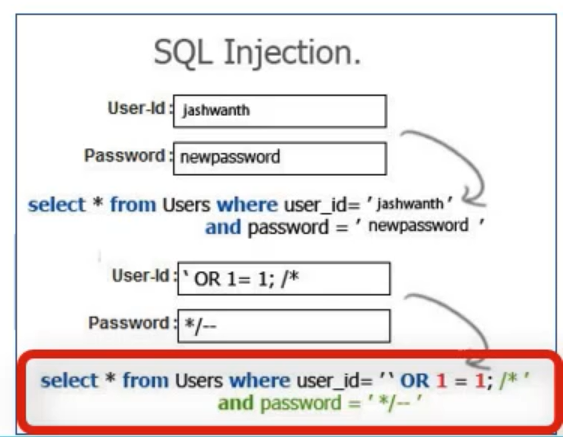 SQL Injection.
User-Id : jashwanth
Password : newpassword
select * from Users where user_id= ' jashwanth '
and password = ' newpassword '
User-Id : ` OR 1= 1; /*
Password : */--
select * from Users where user_id= '` OR 1 = 1; /* '
and password = ' */-- '